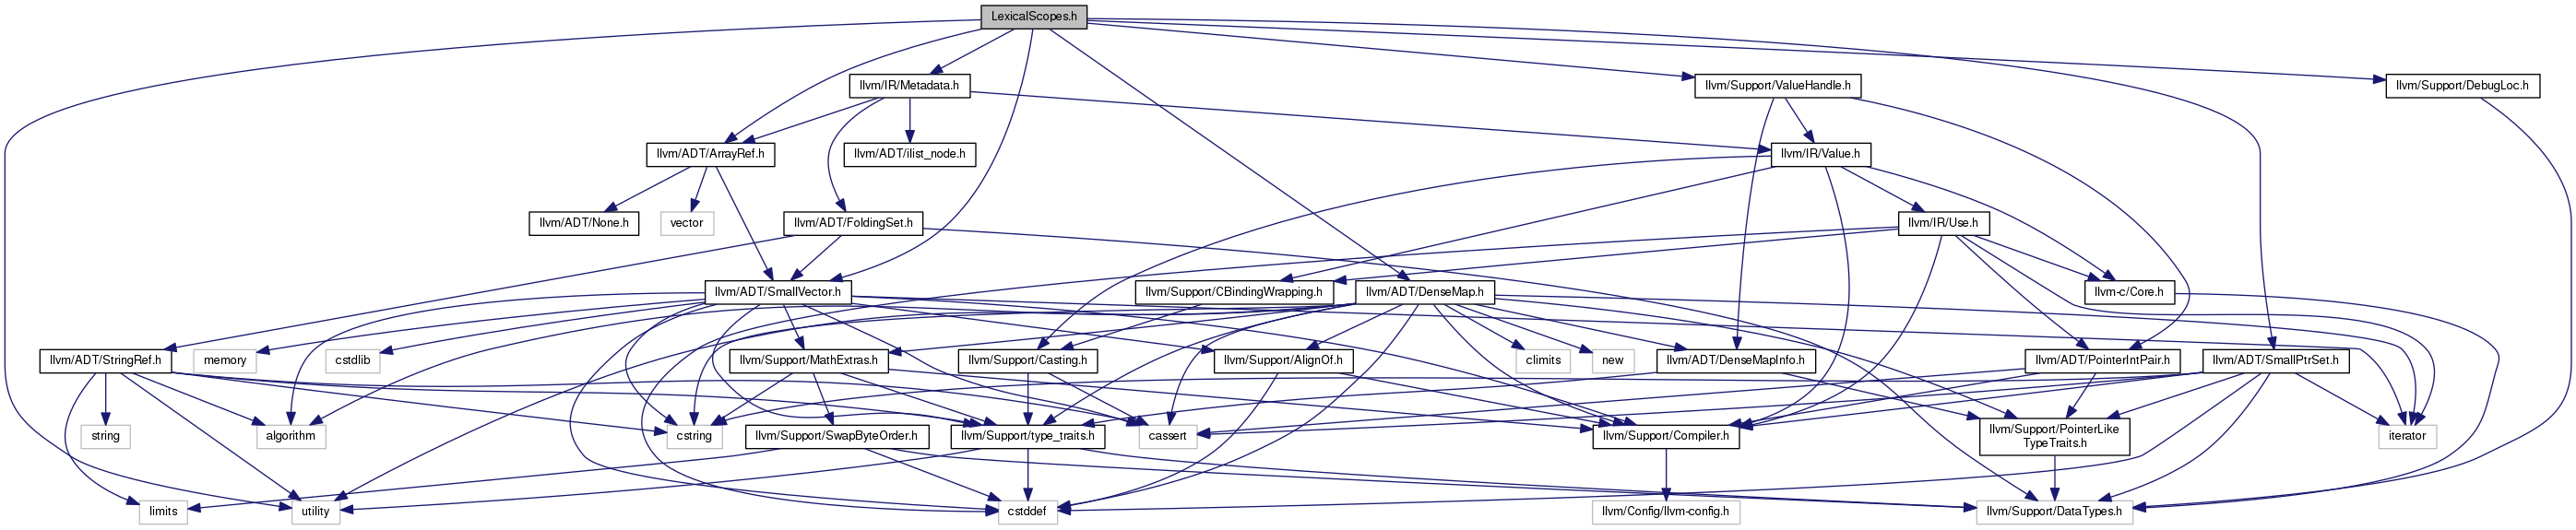 LexicalScopes.h
llvm/IR/Metadata.h
llvm/Support/ValueHandle.h
llvm/Support/DebugLoc.h
llvm/ADT/ArrayRef.h
llvm/ADT/ilist_node.h
llvm/IR/Value.h
llvm/ADT/None.h
vector
llvm/ADT/FoldingSet.h
llvm/IR/Use.h
llvm/ADT/SmallVector.h
llvm/Support/CBindingWrapping.h
llvm/ADT/DenseMap.h
llvm-c/Core.h
llvm/ADT/StringRef.h
memory
cstdlib
llvm/Support/MathExtras.h
llvm/Support/Casting.h
llvm/Support/AlignOf.h
climits
new
llvm/ADT/DenseMapInfo.h
llvm/ADT/PointerIntPair.h
llvm/ADT/SmallPtrSet.h
string
algorithm
cstring
llvm/Support/SwapByteOrder.h
llvm/Support/type_traits.h
cassert
llvm/Support/Compiler.h
llvm/Support/PointerLike
TypeTraits.h
iterator
limits
utility
cstddef
llvm/Config/llvm-config.h
llvm/Support/DataTypes.h